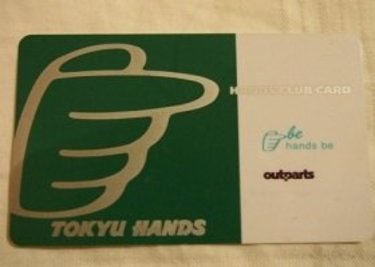 HANDS CLUB CARD
be
hands be
outparts
TOKYU HANDS